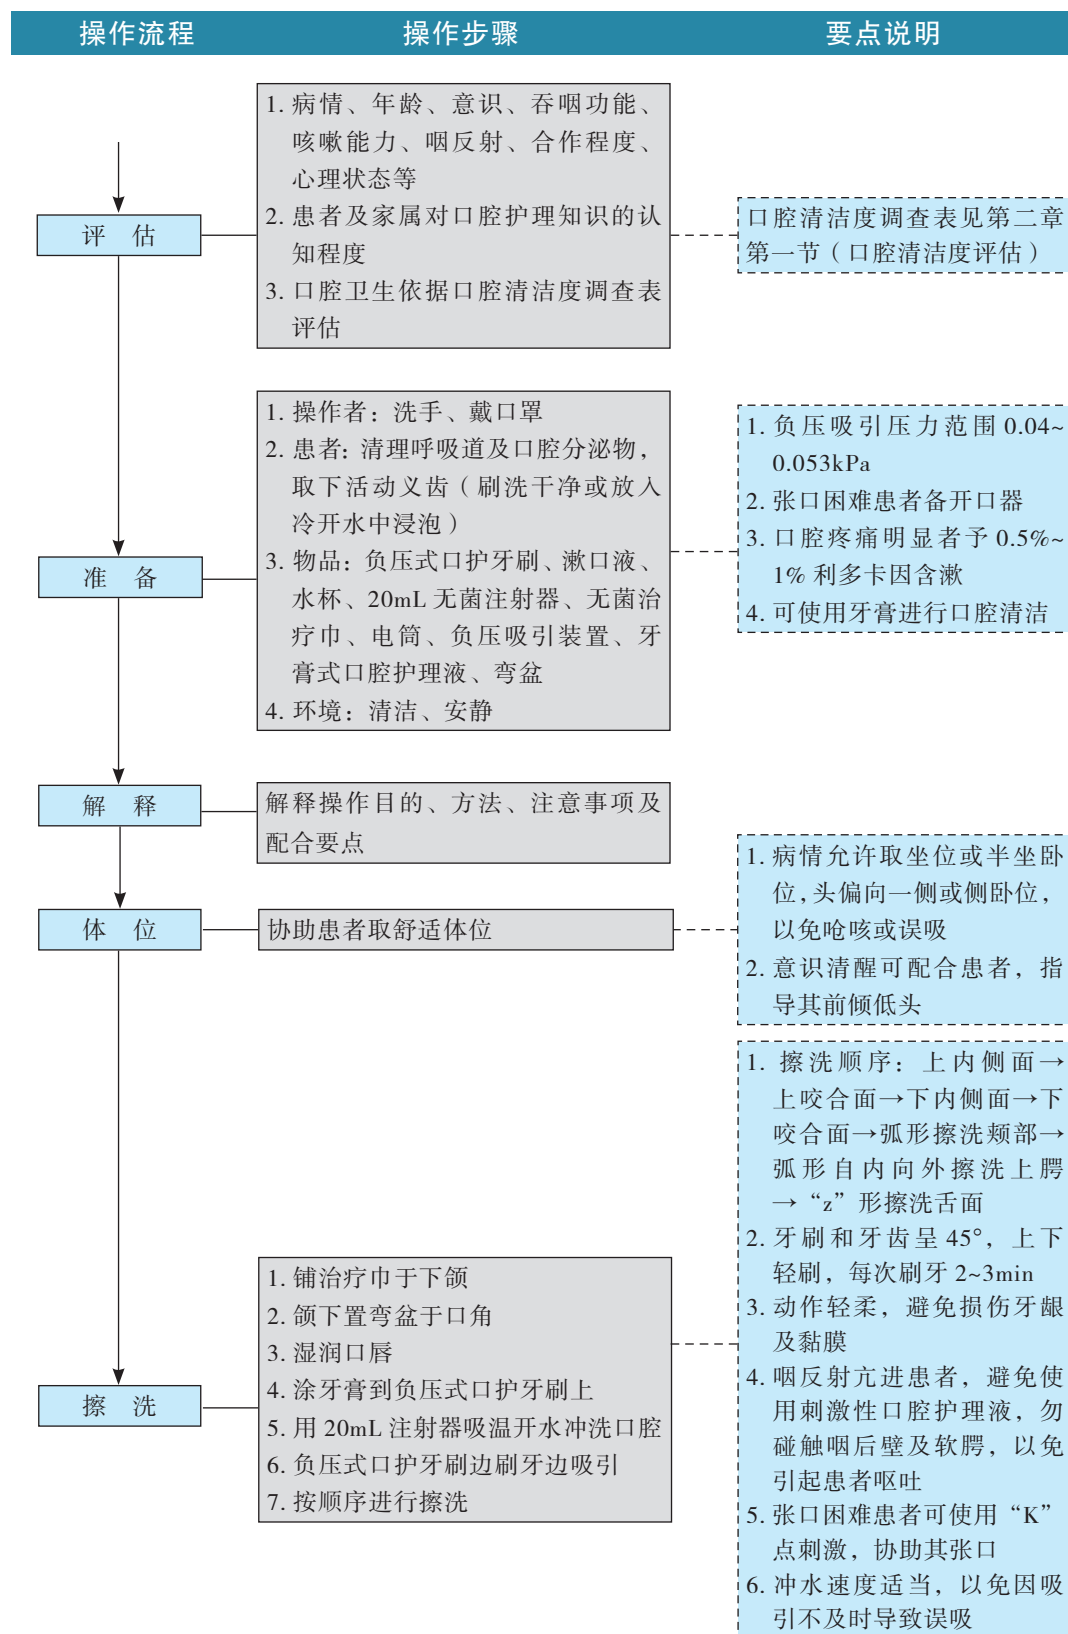 操作流程 操作步骤 要点说明
1. 病情、年龄、意识、吞咽功能、
咳嗽能力、咽反射、合作程度、
心理状态等
2. 患者及家属对口腔护理知识的认
知程度
3. 口腔卫生依据口腔清洁度调查表
评估
评 估
口腔清洁度调查表见第二章
第一节（口腔清洁度评估）
1. 操作者：洗手、戴口罩
2. 患者：清理呼吸道及口腔分泌物，
取下活动义齿（刷洗干净或放入
冷开水中浸泡）
3. 物品：负压式口护牙刷、漱口液、
水杯、20mL 无菌注射器、无菌治
疗巾、电筒、负压吸引装置、牙
膏式口腔护理液、弯盆
4. 环境：清洁、安静
准 备
1. 负压吸引压力范围 0.04~
0.053kPa
2. 张口困难患者备开口器
3. 口腔疼痛明显者予 0.5%~
1% 利多卡因含漱
4. 可使用牙膏进行口腔清洁
解 释
解释操作目的、方法、注意事项及
配合要点
体 位
协助患者取舒适体位
1. 病情允许取坐位或半坐卧
位，头偏向一侧或侧卧位，
以免呛咳或误吸
2. 意识清醒可配合患者，指
导其前倾低头
擦 洗
1. 铺治疗巾于下颌
2. 颌下置弯盆于口角
3. 湿润口唇
4. 涂牙膏到负压式口护牙刷上
5. 用 20mL 注射器吸温开水冲洗口腔
6. 负压式口护牙刷边刷牙边吸引
7. 按顺序进行擦洗
1. 擦洗顺序：上内侧面→
上咬合面→下内侧面→下
咬合面→弧形擦洗颊部→
弧形自内向外擦洗上腭
→“z”形擦洗舌面
2. 牙刷和牙齿呈 45°，上下
轻刷，每次刷牙 2~3min
3. 动作轻柔，避免损伤牙龈
及黏膜
4. 咽反射亢进患者，避免使
用刺激性口腔护理液，勿
碰触咽后壁及软腭，以免
引起患者呕吐
5. 张口困难患者可使用“K”
点刺激，协助其张口
6. 冲水速度适当，以免因吸
引不及时导致误吸